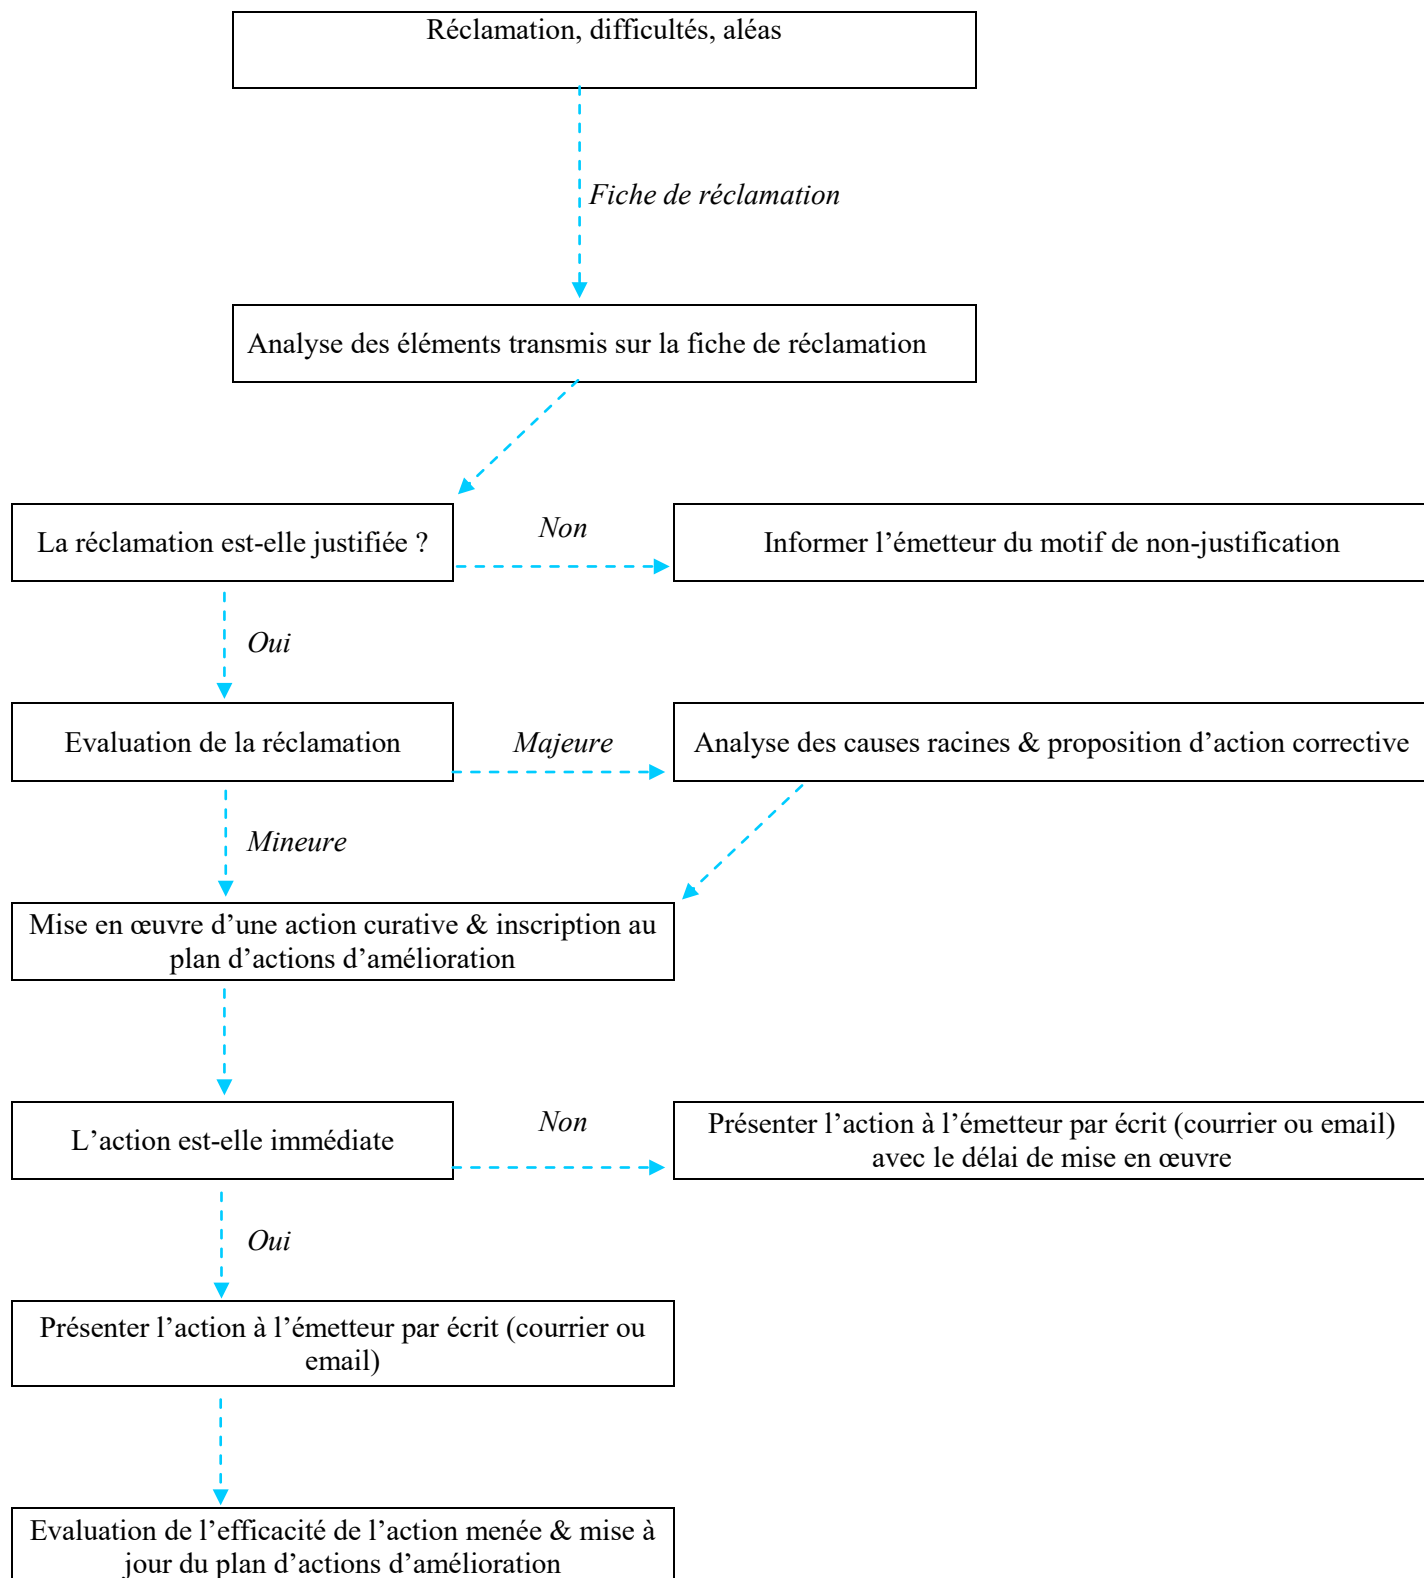 Réclamation, difficultés, aléas
Fiche de réclamation
Analyse des éléments transmis sur la fiche de réclamation
La réclamation est-elle justifiée ?
Non
Informer l’émetteur du motif de non-justification
Oui
Evaluation de la réclamation
Majeure
Analyse des causes racines & proposition d’action corrective
Mineure
Mise en œuvre d’une action curative & inscription au
plan d’actions d’amélioration
L’action est-elle immédiate
Non
Présenter l’action à l’émetteur par écrit (courrier ou email)
avec le délai de mise en œuvre
Oui
Présenter l’action à l’émetteur par écrit (courrier ou
email)
Evaluation de l’efficacité de l’action menée & mise à
jour du plan d’actions d’amélioration